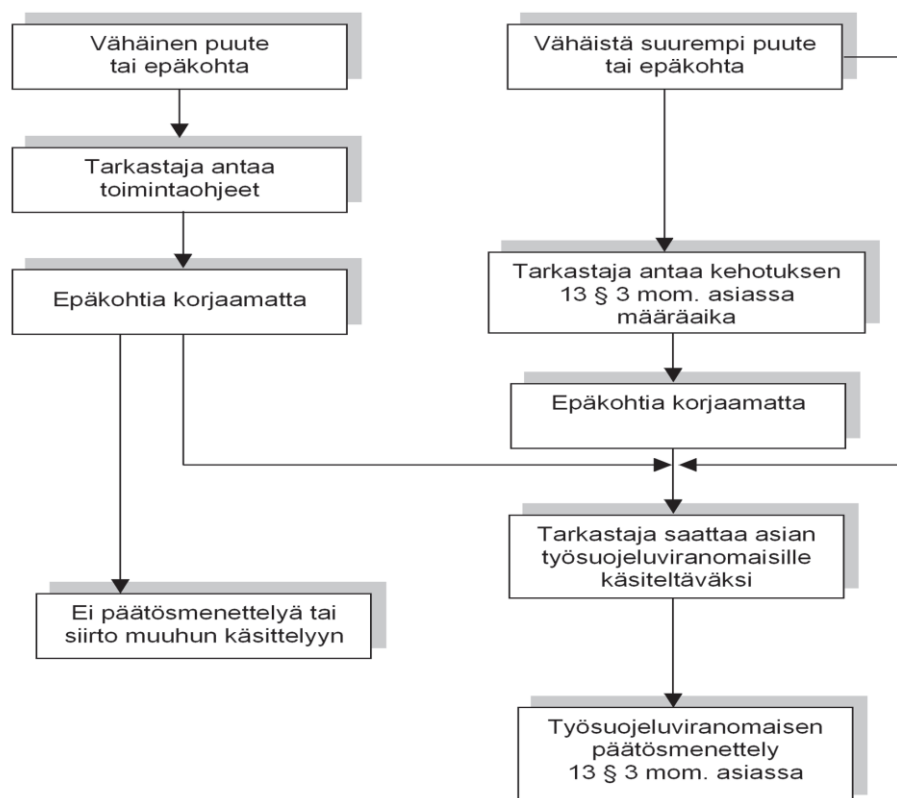 Vähäinen puute
tai epäkohta
Tarkastaja antaa
toimintaohjeet
Epäkohtia korjaamatta
Ei päätösmenettelyä tai
siirto muuhun käsittelyyn
Vähäistä suurempi puute
tai epäkohta
Tarkastaja antaa kehotuksen
13 § 3 mom. asiassa
määräaika
Epäkohtia korjaamatta
Tarkastaja saattaa asian
työsuojeluviranomaisille
käsiteltäväksi
Työsuojeluviranomaisen
päätösmenettely
13 § 3 mom. asiassa